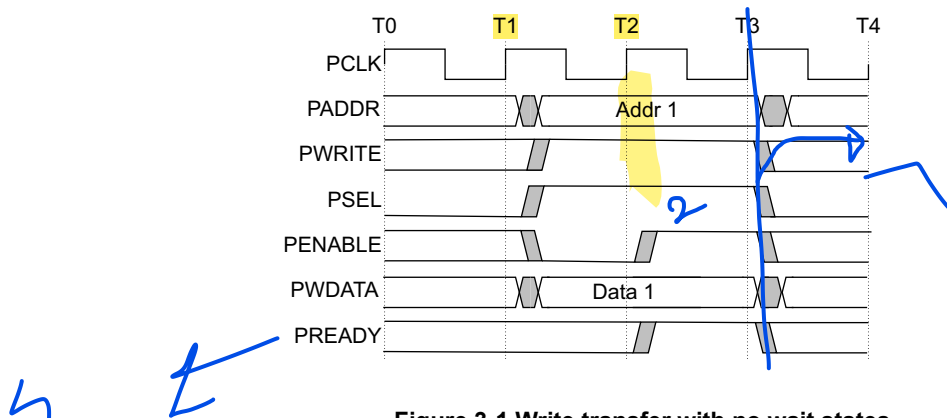 T0 T1 T2 T3 T4
PCLK
PADDR Addr 1
PWRITE
PSEL
2
PENABLE
PWDATA Data 1
PREADY
Figure 3-1 Write transfer with no wait states